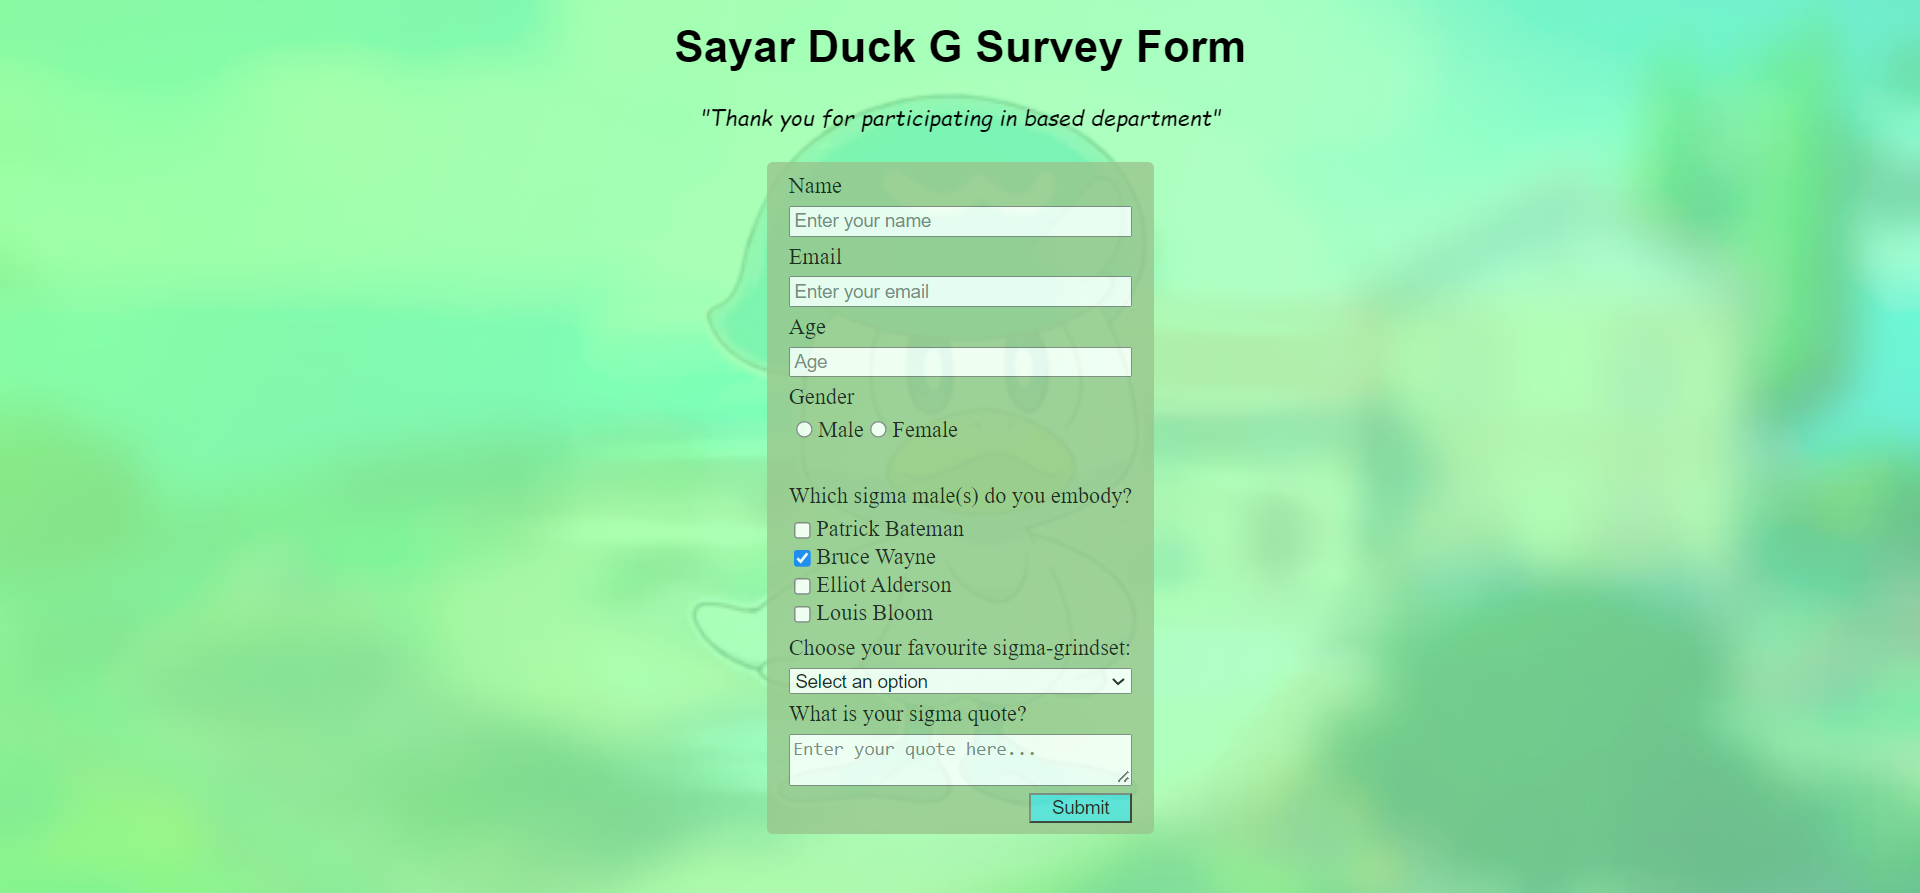 Sayar Duck G Survey Form
"Thank you for participating in based department"
Name
Enter your name
Email
Enter your email
Age
Age
Gender
Male Female
Which sigma male(s) do you embody?
Patrick Bateman
Bruce Wayne
Elliot Alderson
Louis Bloom
Choose your favourite sigma-grindset:
Select an option
What is your sigma quote?
Enter your quote here...
Submit